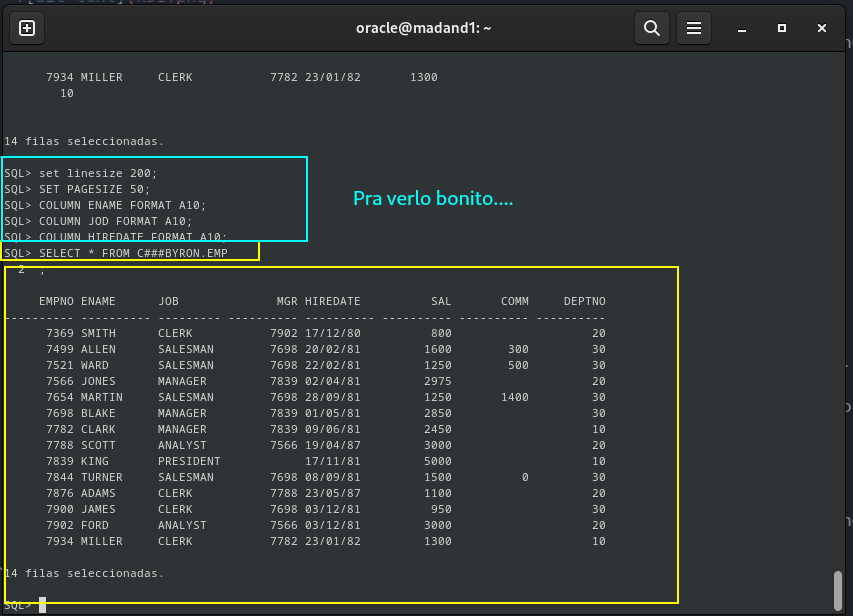 oracle@madand1: ~
7934 MILLER CLERK 7782 23/01/82 1300
10
14 filas seleccionadas.
SQL> set linesize 200;
SQL> SET PAGESIZE 50;
SQL> COLUMN ENAME FORMAT A10;
SQL> COLUMN JOD FORMAT A10;
SQL> COLUMN HIREDATE FORMAT A10;
Pra verlo bonito....
SQL> SELECT * FROM C###BYRON.EMP
2 ;
EMPNO ENAME JOB MGR HIREDATE SAL COMM DEPTNO
---------- ---------- --------- ---------- ---------- ---------- ---------- ----------
7369 SMITH CLERK 7902 17/12/80 800 20
7499 ALLEN SALESMAN 7698 20/02/81 1600 300 30
7521 WARD SALESMAN 7698 22/02/81 1250 500 30
7566 JONES MANAGER 7839 02/04/81 2975 20
7654 MARTIN SALESMAN 7698 28/09/81 1250 1400 30
7698 BLAKE MANAGER 7839 01/05/81 2850 30
7782 CLARK MANAGER 7839 09/06/81 2450 10
7788 SCOTT ANALYST 7566 19/04/87 3000 20
7839 KING PRESIDENT 17/11/81 5000 10
7844 TURNER SALESMAN 7698 08/09/81 1500 0 30
7876 ADAMS CLERK 7788 23/05/87 1100 20
7900 JAMES CLERK 7698 03/12/81 950 30
7902 FORD ANALYST 7566 03/12/81 3000 20
7934 MILLER CLERK 7782 23/01/82 1300 10
14 filas seleccionadas.
SQL>